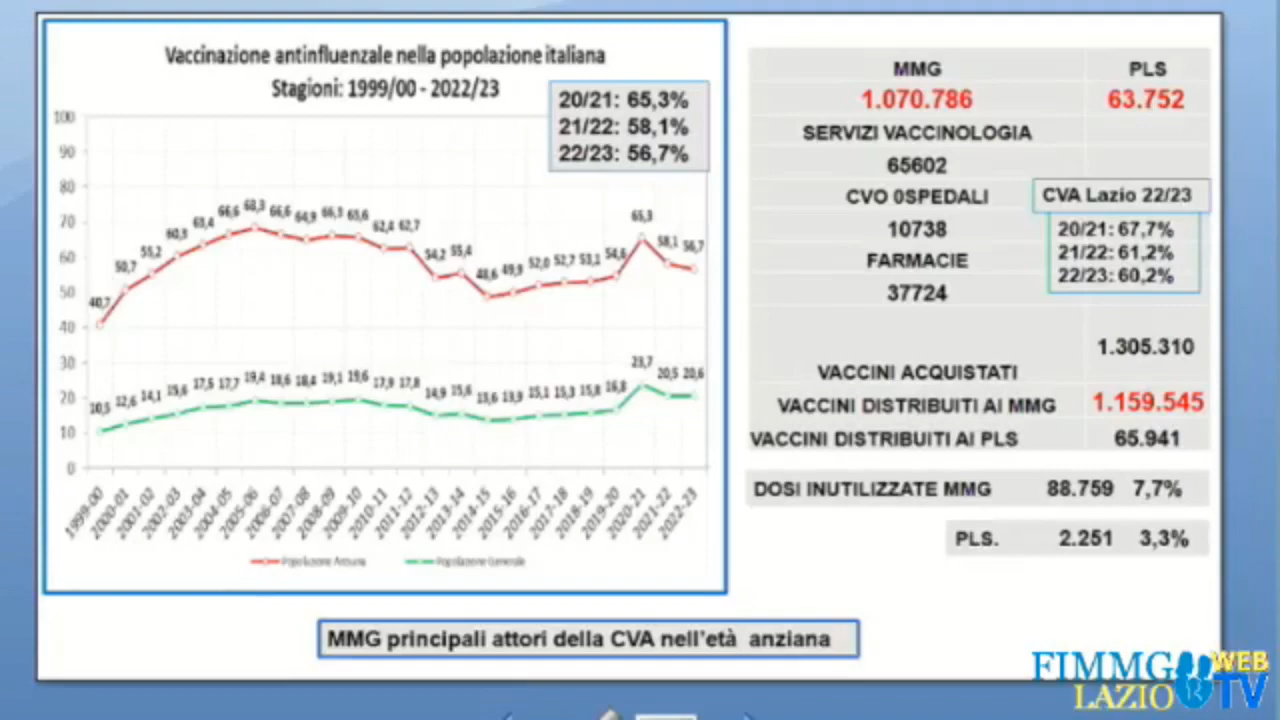 Vaccinazione antinfluenzale nella popolazione italiana
Stagioni: 1999/00 - 2022/23
20/21: 65,3%
21/22: 58,1%
22/23: 56,7%
100
90
80
70
60
50
40
30
20
10
0
40,7 50,7 55,2 60,3 63,4 66,6 68,3 66,6 64,9 66,3 65,6 62,4 62,7 54,2 55,4 48,6 49,9 52,0 52,7 53,1 54,6 65,3 58,1 56,7
10,5 12,6 14,1 15,6 17,6 17,7 19,4 18,6 18,4 19,1 19,6 17,9 17,8 14,9 15,6 13,6 13,9 15,1 15,3 15,8 16,8 23,7 20,5 20,6
1999-00 2000-01 2001-02 2002-03 2003-04 2004-05 2005-06 2006-07 2007-08 2008-09 2009-10 2010-11 2011-12 2012-13 2013-14 2014-15 2015-16 2016-17 2017-18 2018-19 2019-20 2020-21 2021-22 2022-23
Popolazione Anziana Popolazione Generale
MMG PLS
1.070.786 63.752
SERVIZI VACCINOLOGIA
65602
CVO 0SPEDALI
10738
FARMACIE
37724
CVA Lazio 22/23
20/21: 67,7%
21/22: 61,2%
22/23: 60,2%
1.305.310
VACCINI ACQUISTATI
VACCINI DISTRIBUITI AI MMG 1.159.545
VACCINI DISTRIBUITI AI PLS 65.941
DOSI INUTILIZZATE MMG 88.759 7,7%
PLS. 2.251 3,3%
MMG principali attori della CVA nell'età anziana
FIMMG WEB
LAZIO TV